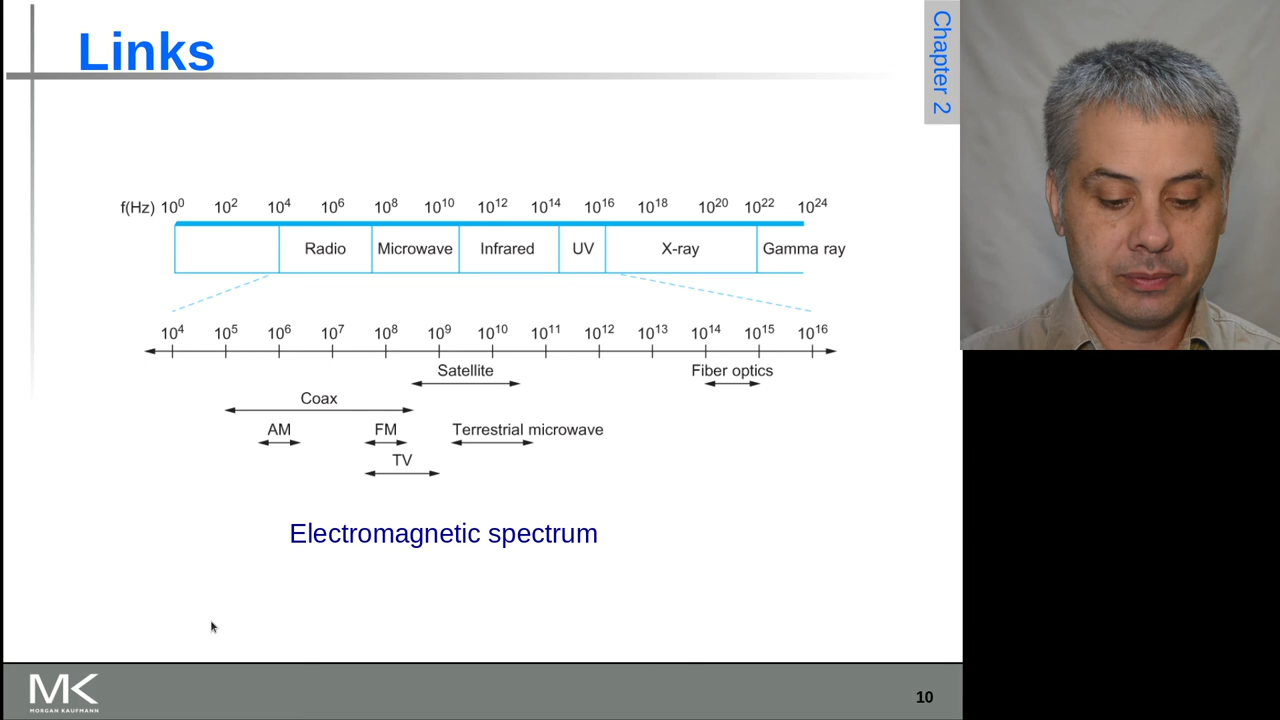 Links
Chapter 2
f(Hz) 10⁰ 10² 10⁴ 10⁶ 10⁸ 10¹⁰ 10¹² 10¹⁴ 10¹⁶ 10¹⁸ 10²⁰ 10²² 10²⁴
Radio Microwave Infrared UV X-ray Gamma ray
10⁴ 10⁵ 10⁶ 10⁷ 10⁸ 10⁹ 10¹⁰ 10¹¹ 10¹² 10¹³ 10¹⁴ 10¹⁵ 10¹⁶
Satellite Fiber optics
Coax
AM FM Terrestrial microwave
TV
Electromagnetic spectrum
MK
MORGAN KAUFMANN
10